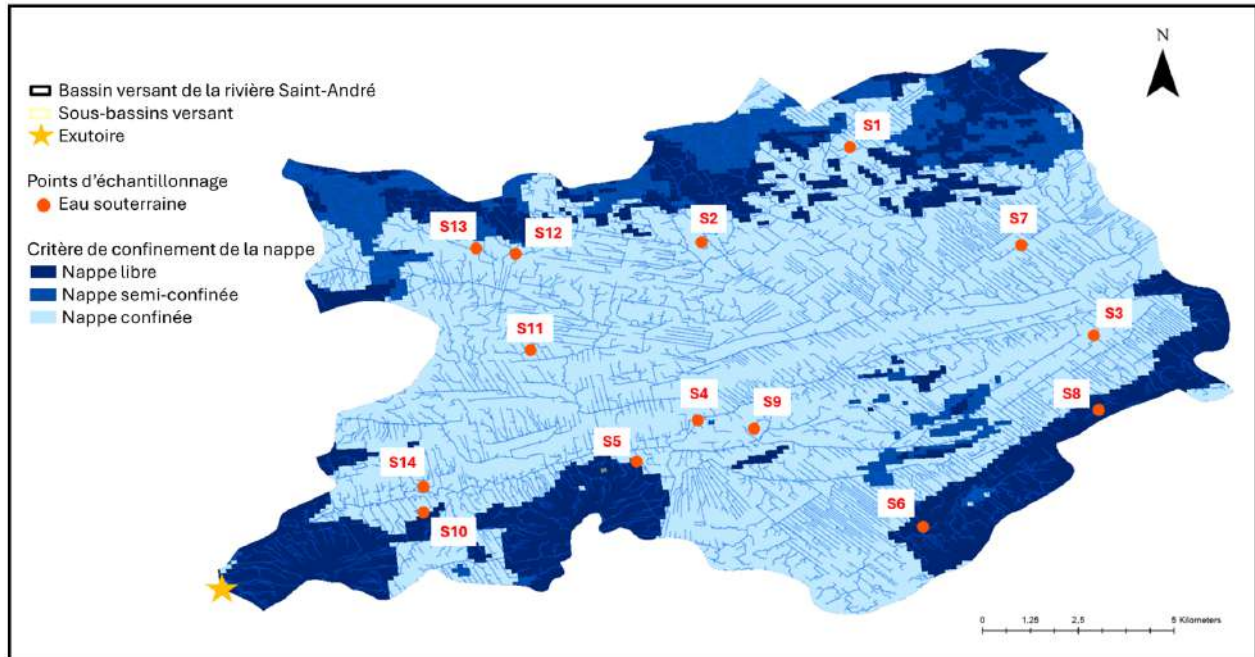 N
Bassin versant de la rivière Saint-André
Sous-bassins versant
Exutoire
Points d'échantillonnage
Eau souterraine
Critère de confinement de la nappe
Nappe libre
Nappe semi-confinée
Nappe confinée
S1
S2
S7
S13
S12
S3
S11
S8
S4
S9
S5
S14
S6
S10
0 1,25 2,5 5 Kilometers